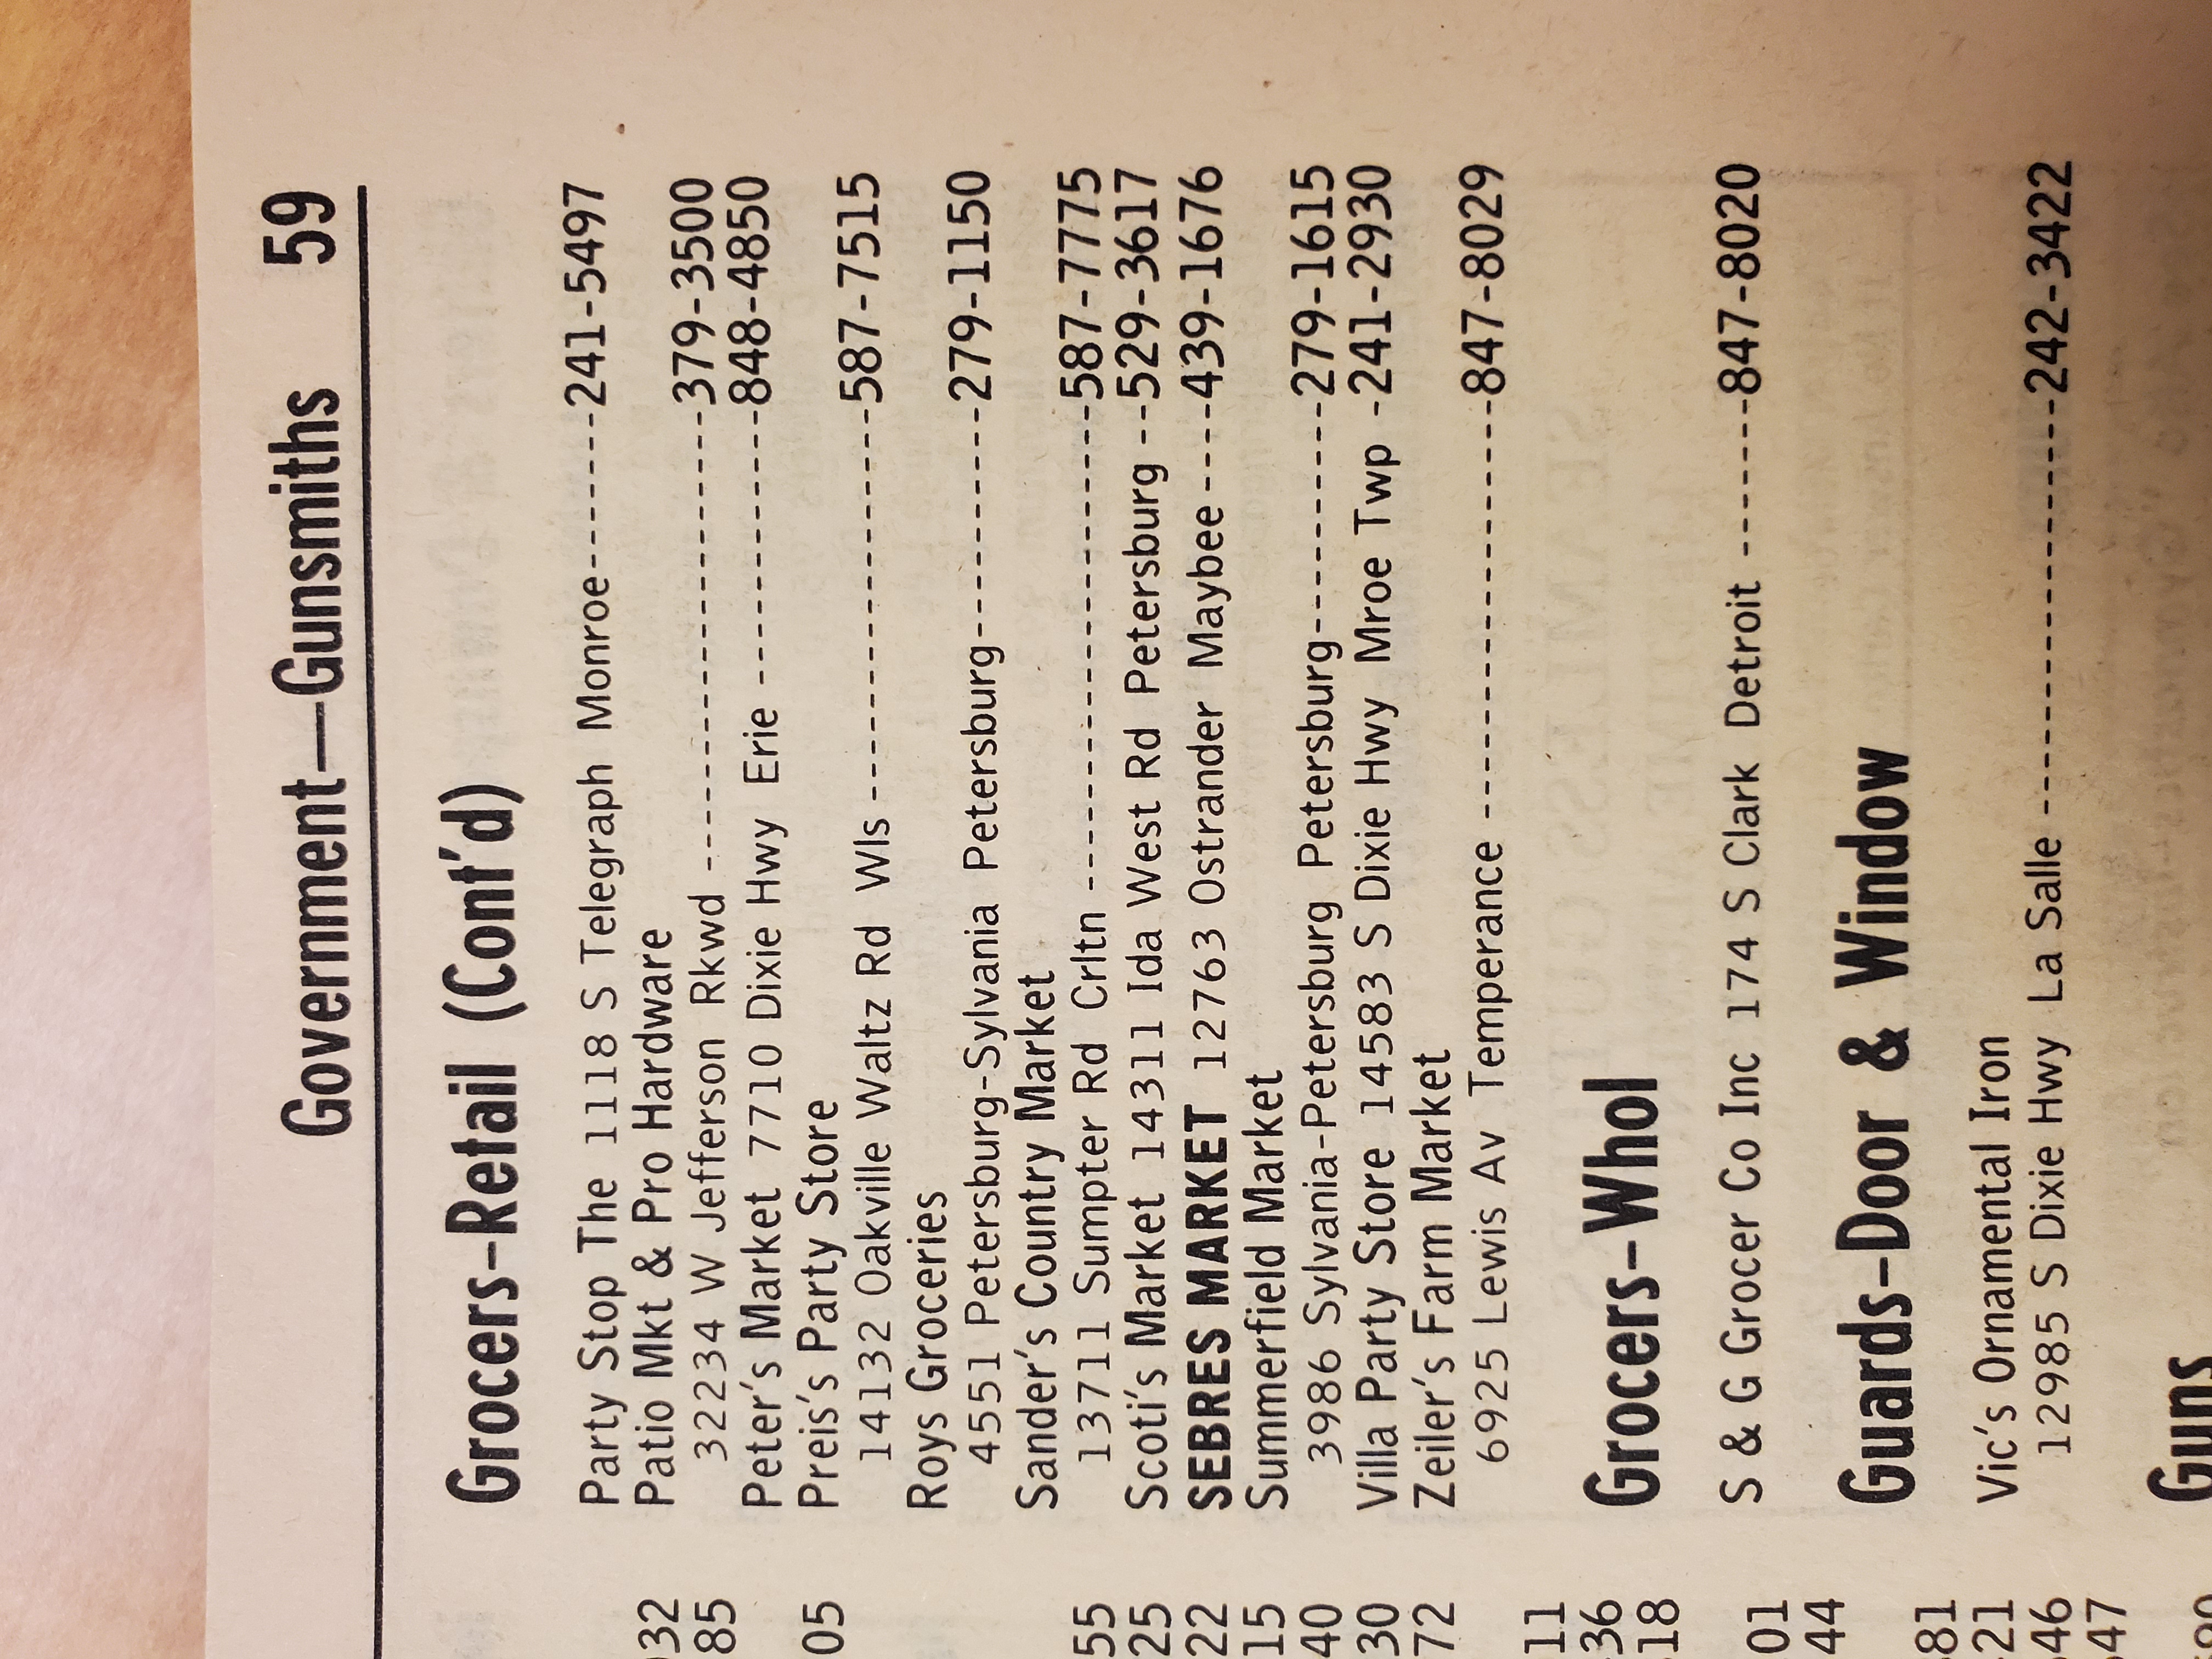 Government—Gunsmiths 59
Grocers-Retail (Cont'd)
Party Stop The 1118 S Telegraph Monroe-------241-5497
Patio Mkt & Pro Hardware
32234 W Jefferson Rkwd --------------------379-3500
Peter's Market 7710 Dixie Hwy Erie ------------848-4850
Preis's Party Store
14132 Oakville Waltz Rd Wls -----------------587-7515
Roys Groceries
4551 Petersburg-Sylvania Petersburg----------279-1150
Sander's Country Market
13711 Sumpter Rd Crltn ---------------------587-7775
Scoti's Market 14311 Ida West Rd Petersburg --529-3617
SEBRES MARKET 12763 Ostrander Maybee ----439-1676
Summerfield Market
3986 Sylvania-Petersburg Petersburg----------279-1615
Villa Party Store 14583 S Dixie Hwy Mroe Twp -241-2930
Zeiler's Farm Market
6925 Lewis Av Temperance ------------------847-8029
Grocers-Whol
S & G Grocer Co Inc 174 S Clark Detroit -------847-8020
Guards-Door & Window
Vic's Ornamental Iron
12985 S Dixie Hwy La Salle ------------------242-3422
Guns
32
85
05
55
25
22
15
40
30
72
11
36
18
01
44
81
21
46
47